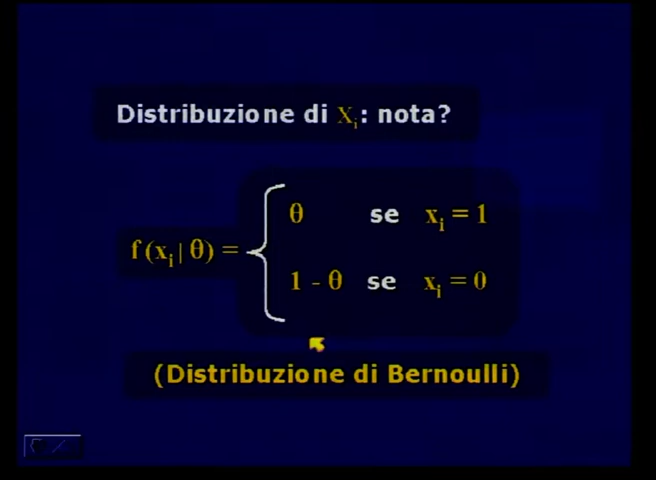 Distribuzione di Xi: nota?
θ se xi = 1
f (xi | θ) =
1 - θ se xi = 0
(Distribuzione di Bernoulli)